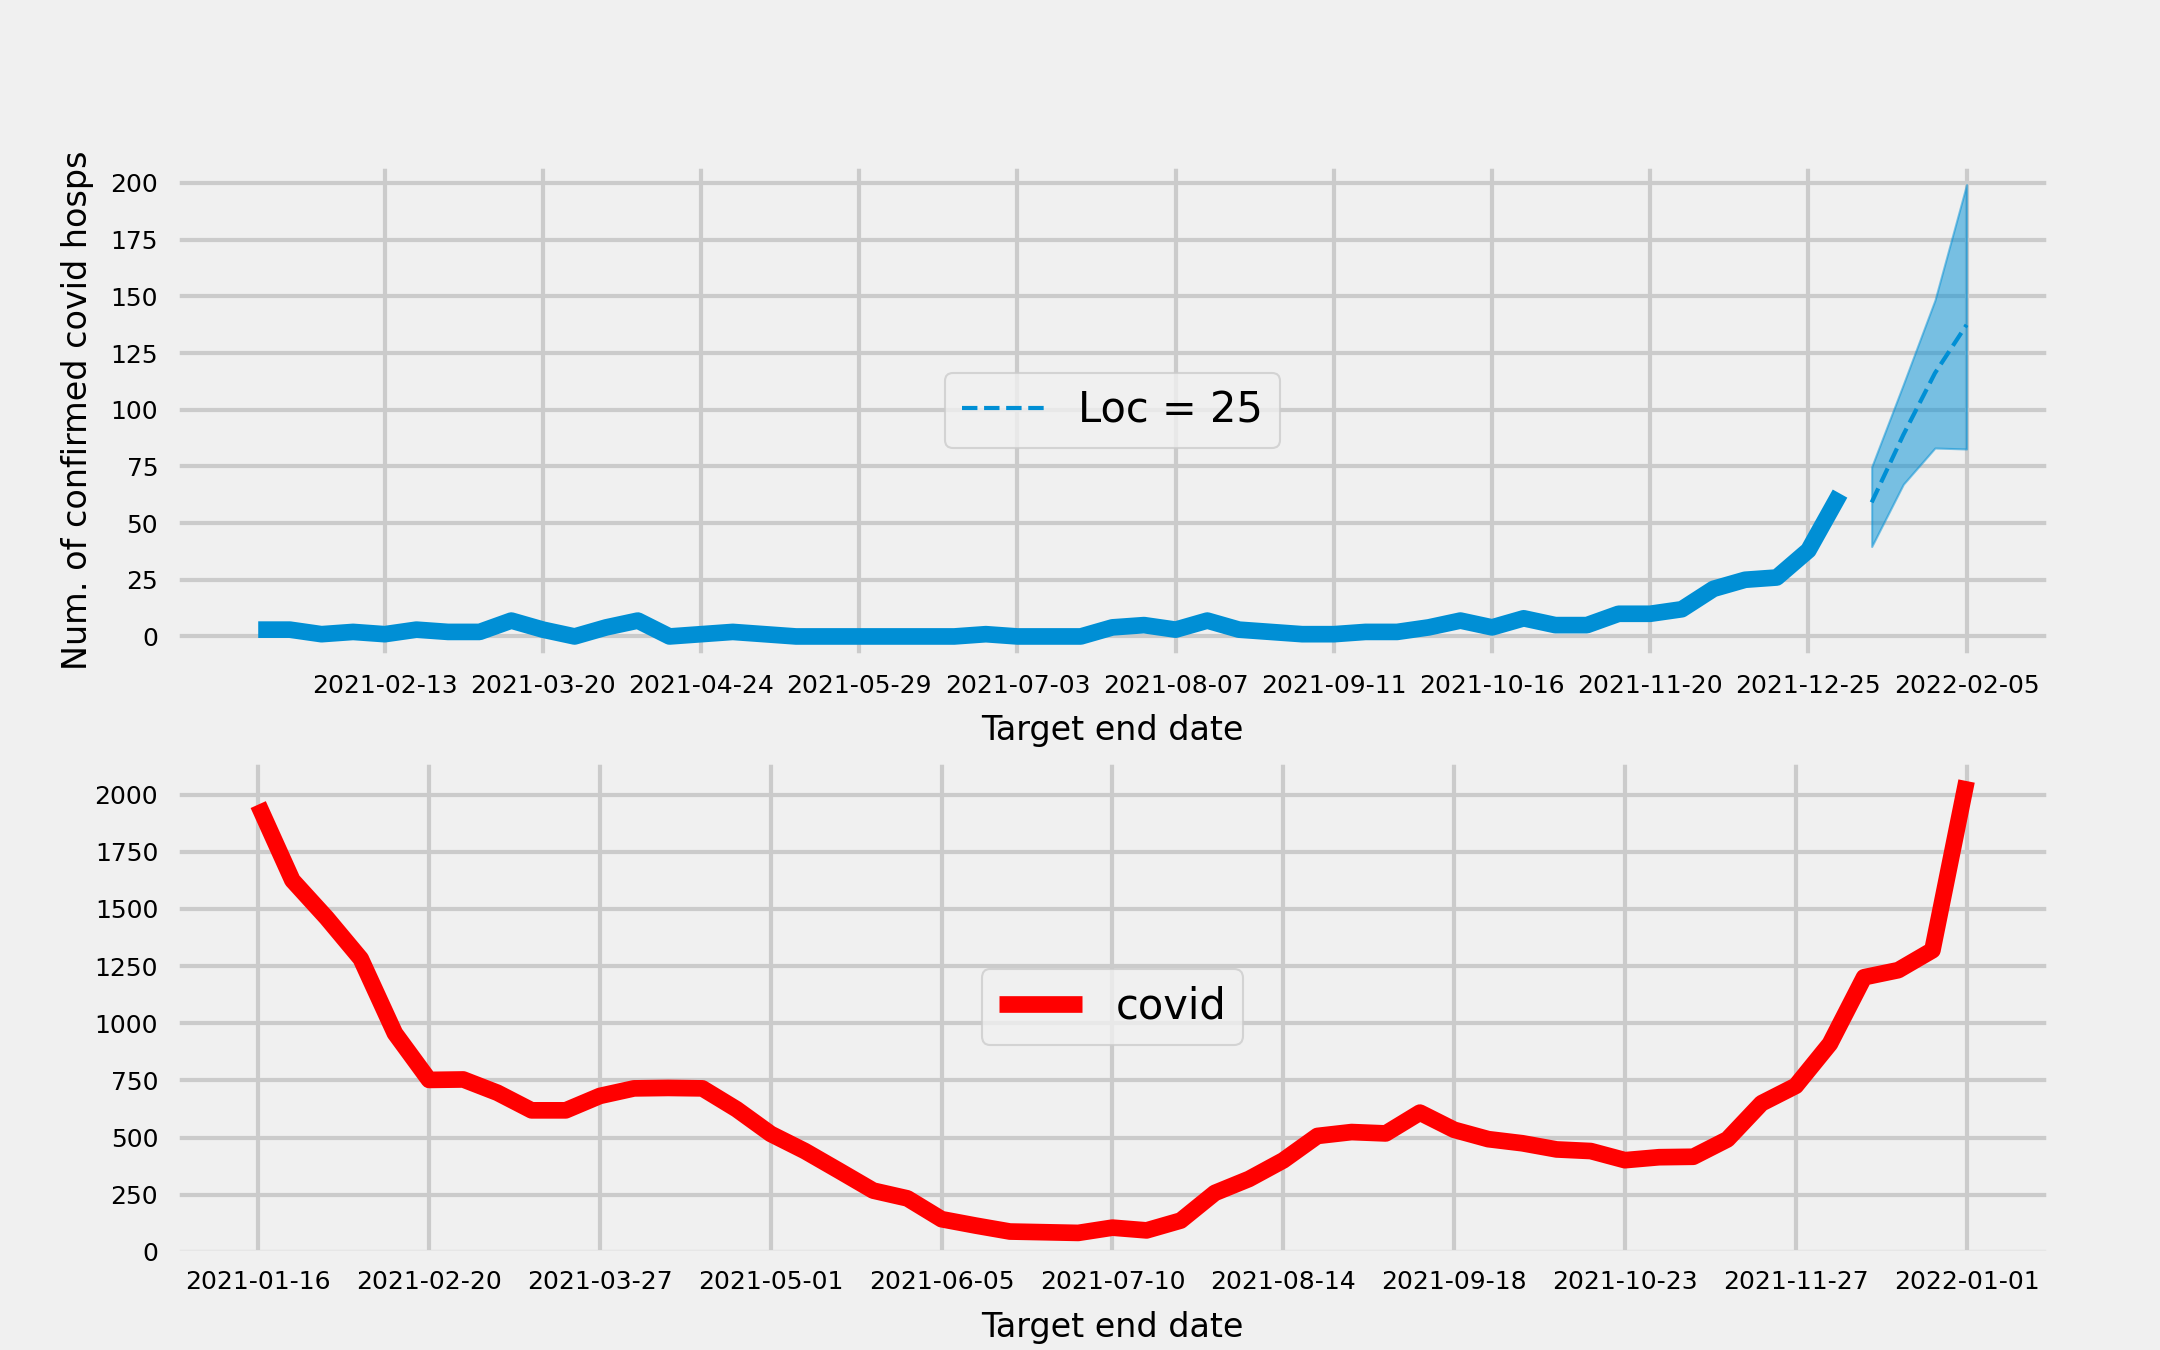 Num. of confirmed covid hosps
200
175
150
125
100
75
50
25
0
Loc = 25
2021-02-13 2021-03-20 2021-04-24 2021-05-29 2021-07-03 2021-08-07 2021-09-11 2021-10-16 2021-11-20 2021-12-25 2022-02-05
Target end date
2000
1750
1500
1250
1000
750
500
250
0
covid
2021-01-16 2021-02-20 2021-03-27 2021-05-01 2021-06-05 2021-07-10 2021-08-14 2021-09-18 2021-10-23 2021-11-27 2022-01-01
Target end date